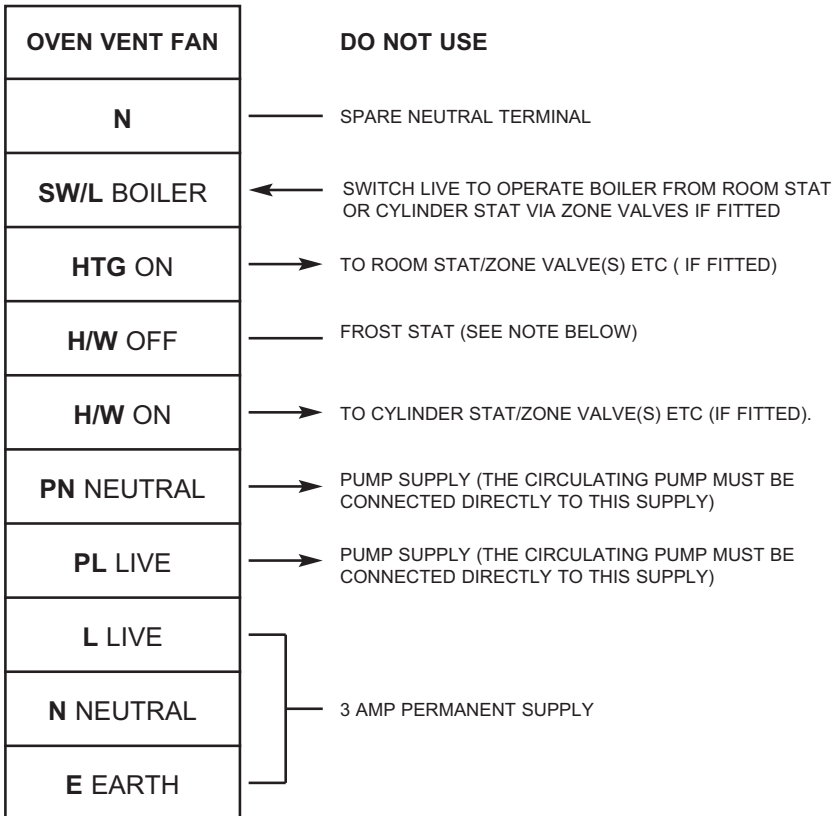 OVEN VENT FAN DO NOT USE
N SPARE NEUTRAL TERMINAL
SW/L BOILER SWITCH LIVE TO OPERATE BOILER FROM ROOM STAT
OR CYLINDER STAT VIA ZONE VALVES IF FITTED
HTG ON TO ROOM STAT/ZONE VALVE(S) ETC ( IF FITTED)
H/W OFF FROST STAT (SEE NOTE BELOW)
H/W ON TO CYLINDER STAT/ZONE VALVE(S) ETC (IF FITTED).
PN NEUTRAL PUMP SUPPLY (THE CIRCULATING PUMP MUST BE
CONNECTED DIRECTLY TO THIS SUPPLY)
PL LIVE PUMP SUPPLY (THE CIRCULATING PUMP MUST BE
CONNECTED DIRECTLY TO THIS SUPPLY)
L LIVE
N NEUTRAL 3 AMP PERMANENT SUPPLY
E EARTH